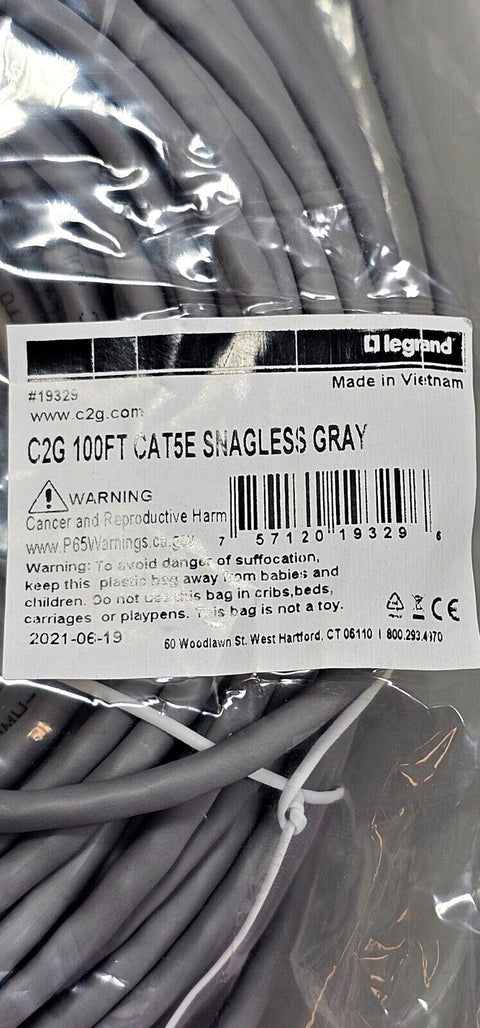 legrand
Made in Vietnam
#19329
www.c2g.com
C2G 100FT CAT5E SNAGLESS GRAY
WARNING
Cancer and Reproductive Harm
www.P65Warnings.ca.gov
7 57120 19329 6
Warning: To avoid danger of suffocation,
keep this plastic bag away from babies and
children. Do not use this bag in cribs,beds,
carriages or playpens. This bag is not a toy.
2021-06-19
60 Woodlawn St. West Hartford, CT 06110 | 800.293.4970
CE